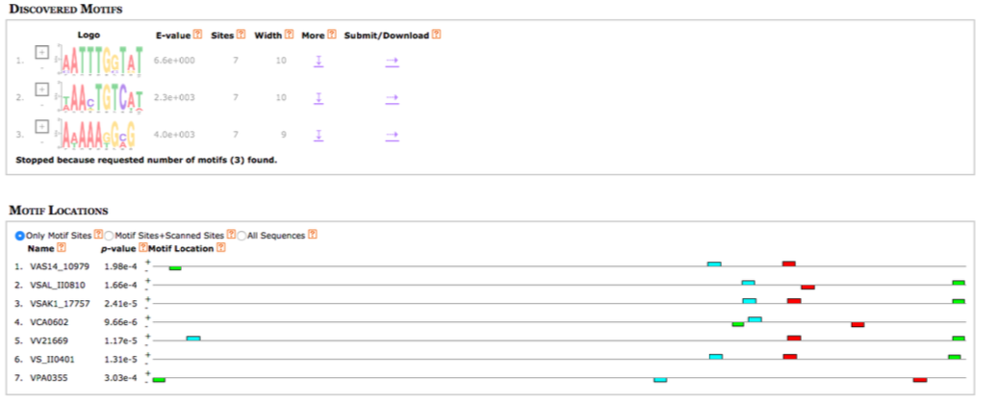 DISCOVERED MOTIFS
Logo E-value ? Sites ? Width ? More ? Submit/Download ?
1. + AATTTGGTAT 6.6e+000 7 10
-
2. + TAACTGTCAT 2.3e+003 7 10
-
3. + AAAAAGGCG 4.0e+003 7 9
-
Stopped because requested number of motifs (3) found.
MOTIF LOCATIONS
Only Motif Sites ? Motif Sites+Scanned Sites ? All Sequences ?
Name ? p-value ? Motif Location ?
1. VAS14_10979 1.98e-4 + -
2. VSAL_II0810 1.66e-4 + -
3. VSAK1_17757 2.41e-5 + -
4. VCA0602 9.66e-6 + -
5. VV21669 1.17e-5 + -
6. VS_II0401 1.31e-5 + -
7. VPA0355 3.03e-4 + -